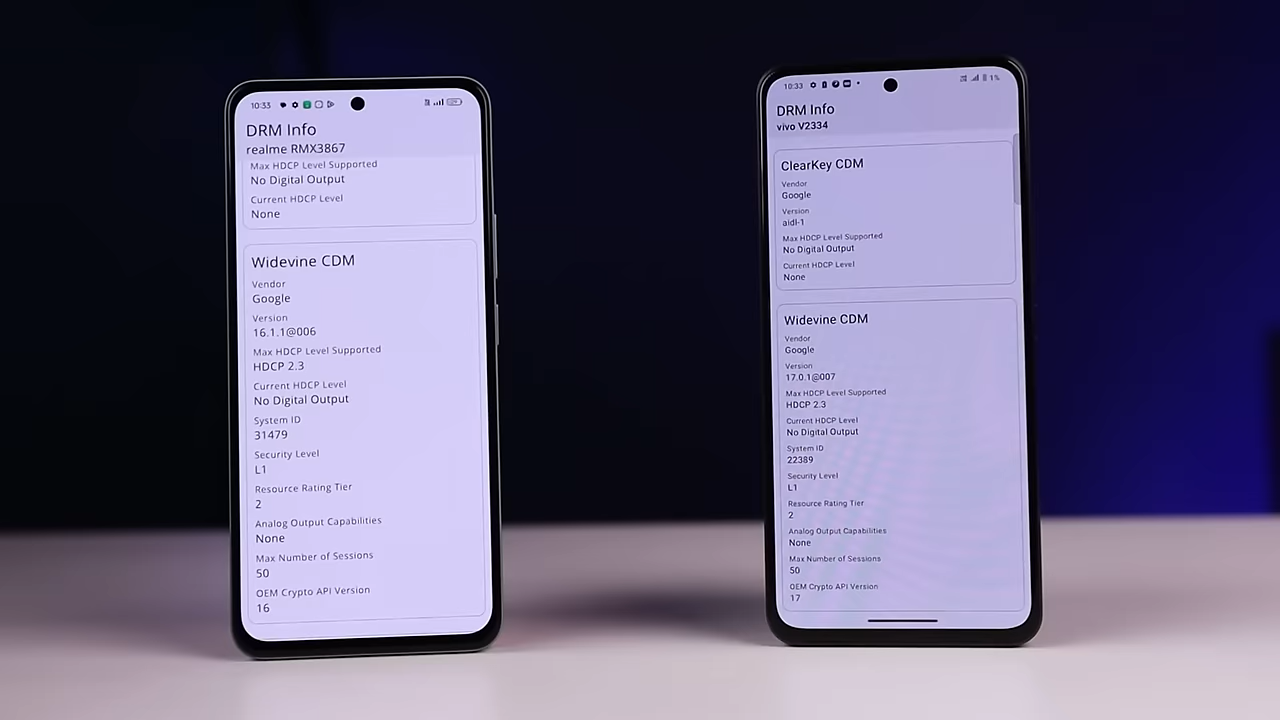 10:33
DRM Info
realme RMX3867
Max HDCP Level Supported
No Digital Output
Current HDCP Level
None
Widevine CDM
Vendor
Google
Version
16.1.1@006
Max HDCP Level Supported
HDCP 2.3
Current HDCP Level
No Digital Output
System ID
31479
Security Level
L1
Resource Rating Tier
2
Analog Output Capabilities
None
Max Number of Sessions
50
OEM Crypto API Version
16
10:33
1%
DRM Info
vivo V2334
ClearKey CDM
Vendor
Google
Version
aidl-1
Max HDCP Level Supported
No Digital Output
Current HDCP Level
None
Widevine CDM
Vendor
Google
Version
17.0.1@007
Max HDCP Level Supported
HDCP 2.3
Current HDCP Level
No Digital Output
System ID
22389
Security Level
L1
Resource Rating Tier
2
Analog Output Capabilities
None
Max Number of Sessions
50
OEM Crypto API Version
17